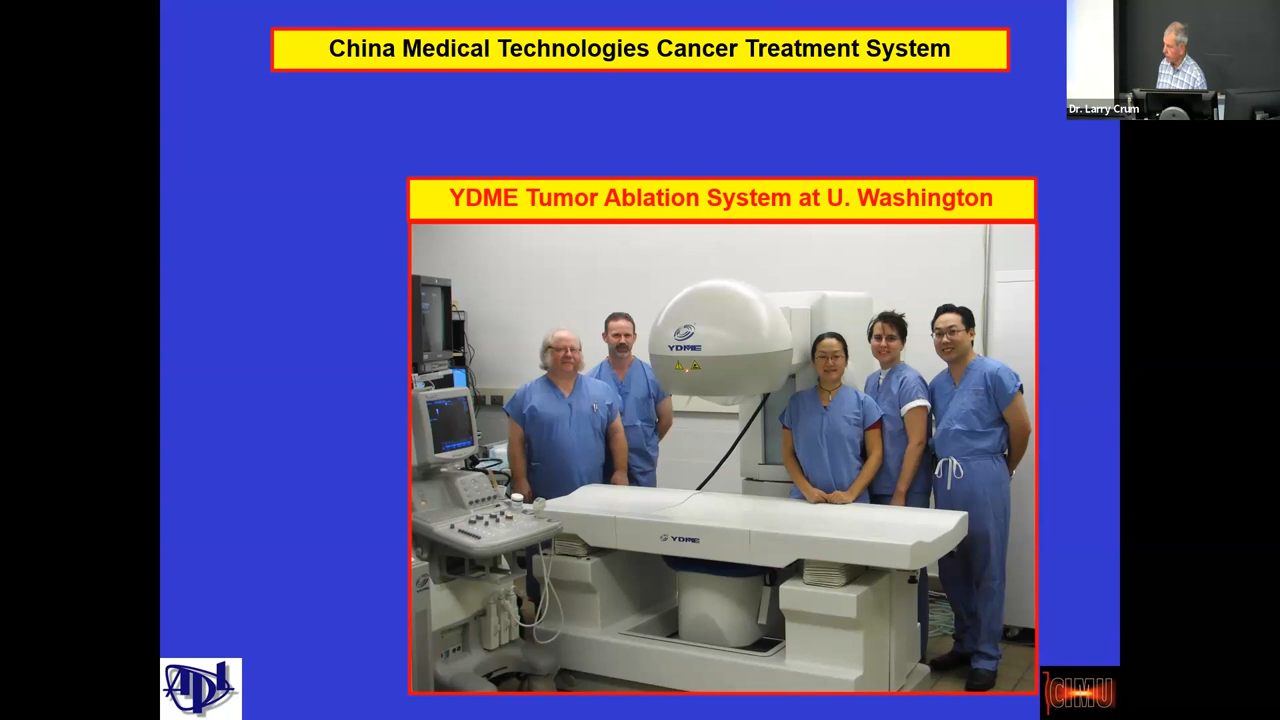 China Medical Technologies Cancer Treatment System
Dr. Larry Crum
YDME Tumor Ablation System at U. Washington
YDME
YDME
APL
CIMU